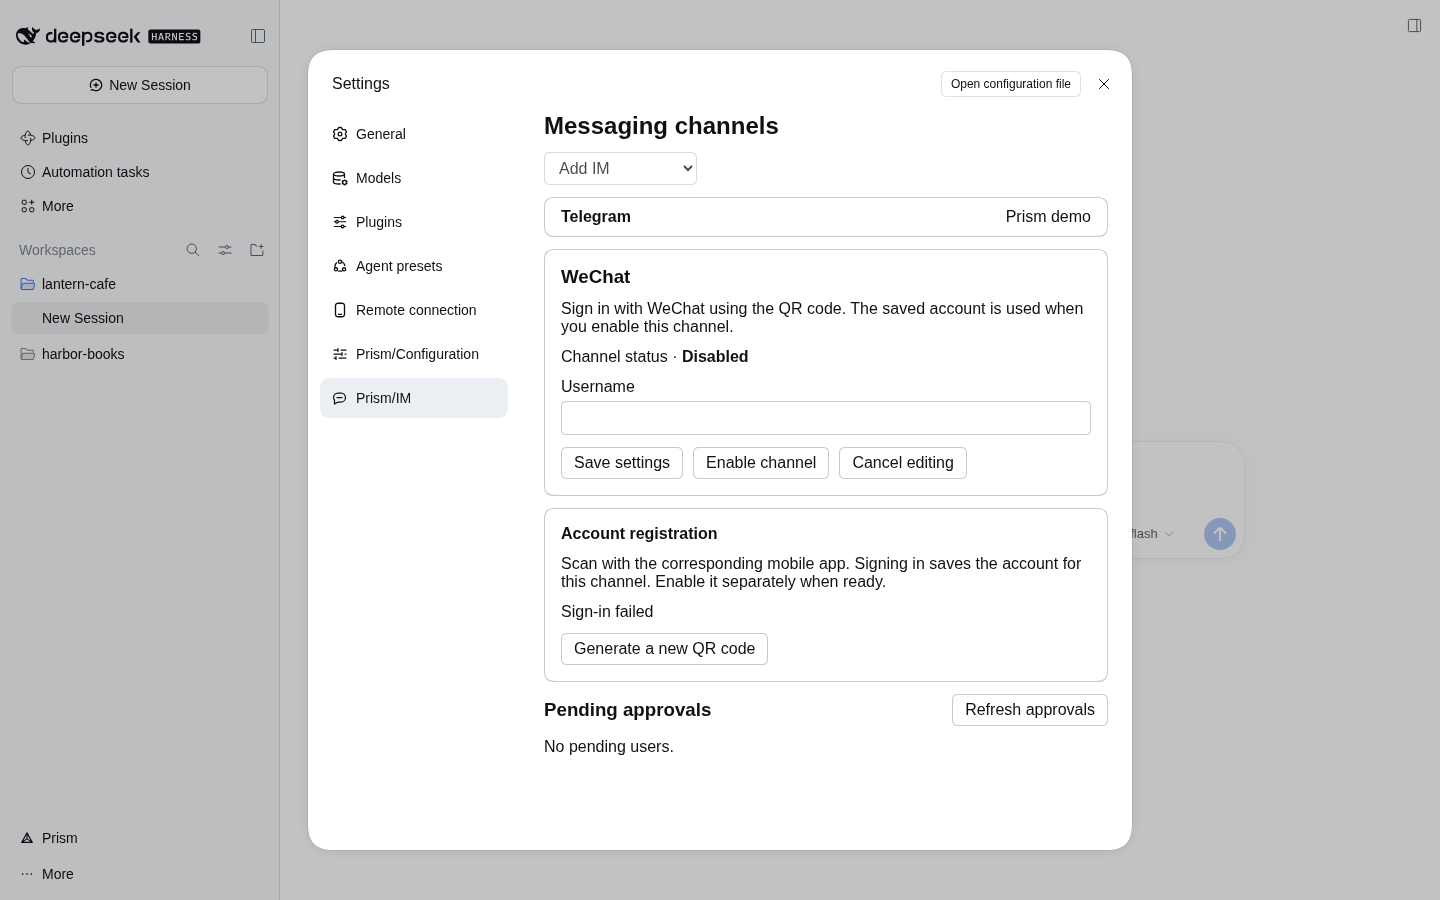 deepseek HARNESS
New Session
Plugins
Automation tasks
More
Workspaces
lantern-cafe
New Session
harbor-books
Prism
More
Settings
Open configuration file
General
Models
Plugins
Agent presets
Remote connection
Prism/Configuration
Prism/IM
Messaging channels
Add IM
Telegram
Prism demo
WeChat
Sign in with WeChat using the QR code. The saved account is used when
you enable this channel.
Channel status · Disabled
Username
Save settings
Enable channel
Cancel editing
Account registration
Scan with the corresponding mobile app. Signing in saves the account for
this channel. Enable it separately when ready.
Sign-in failed
Generate a new QR code
Pending approvals
Refresh approvals
No pending users.
flash